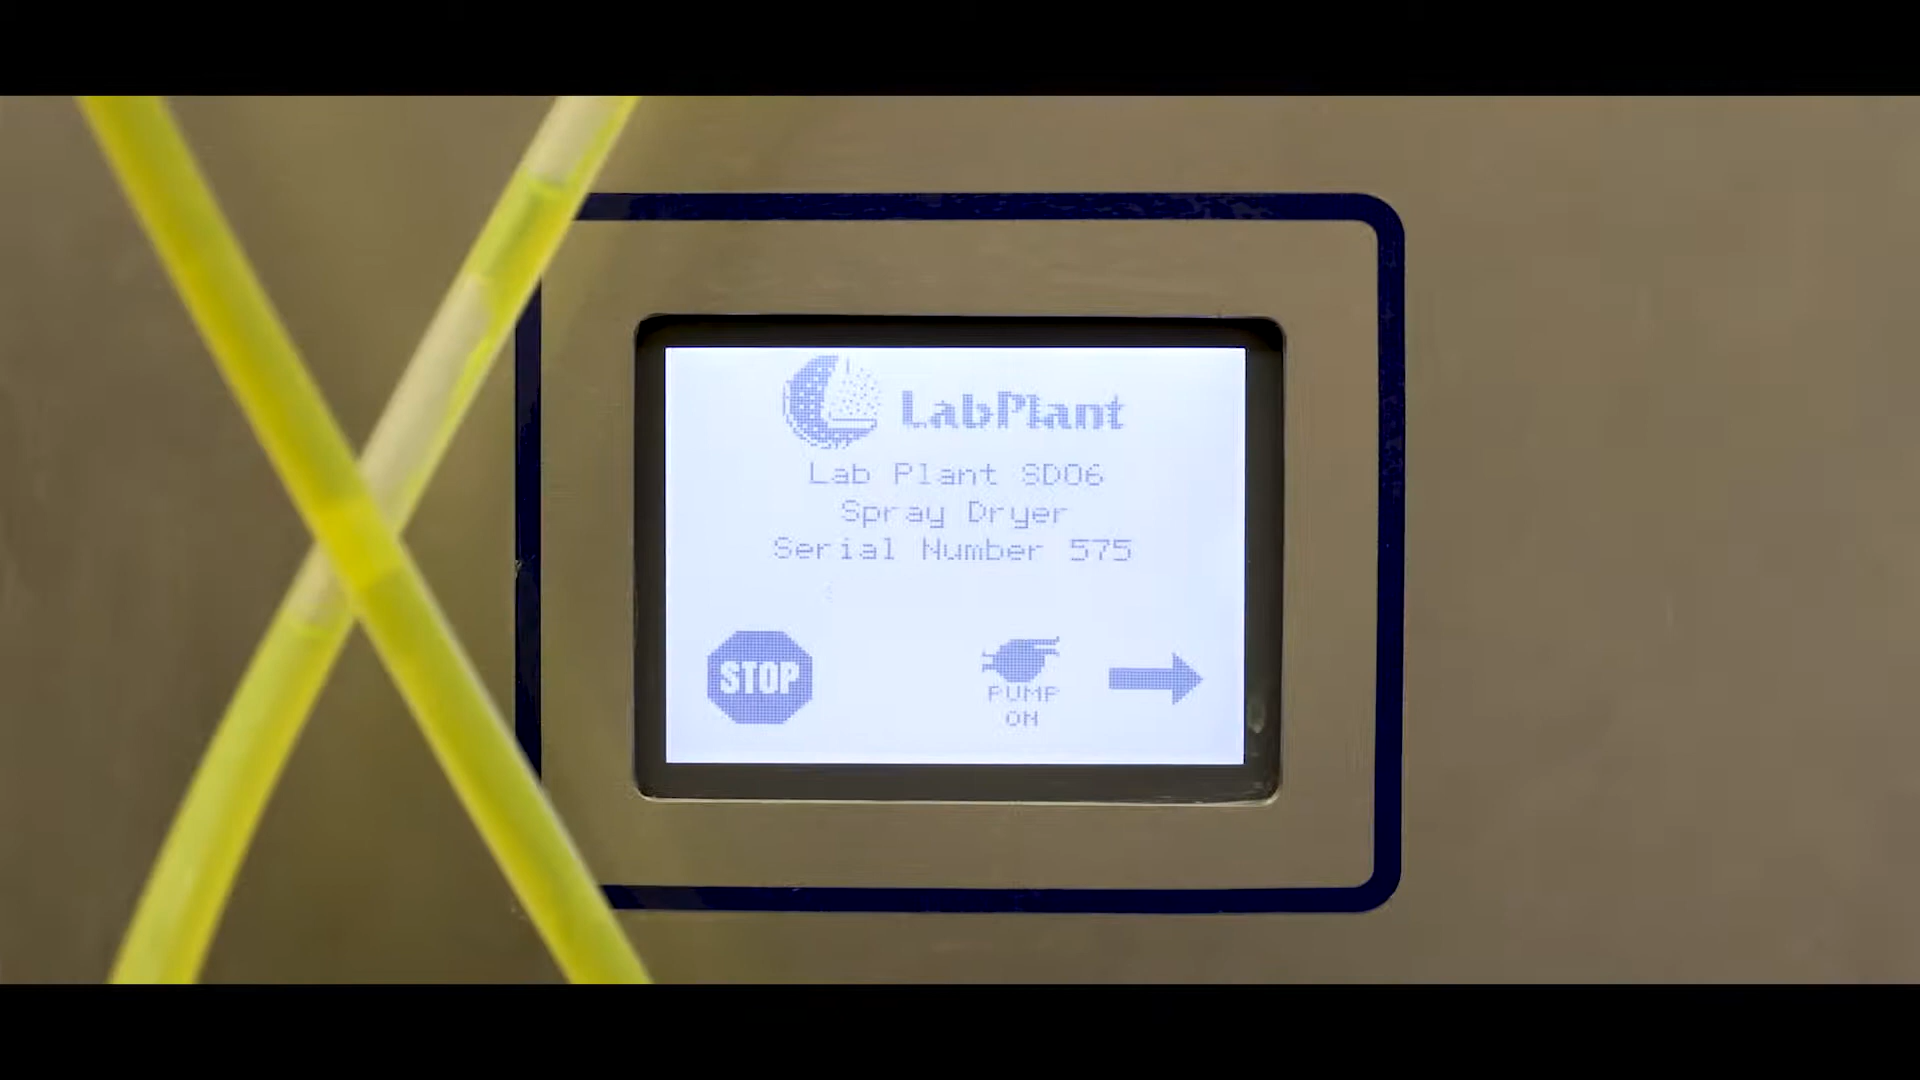 LabPlant
Lab Plant SD06
Spray Dryer
Serial Number 575
STOP
PUMP
ON